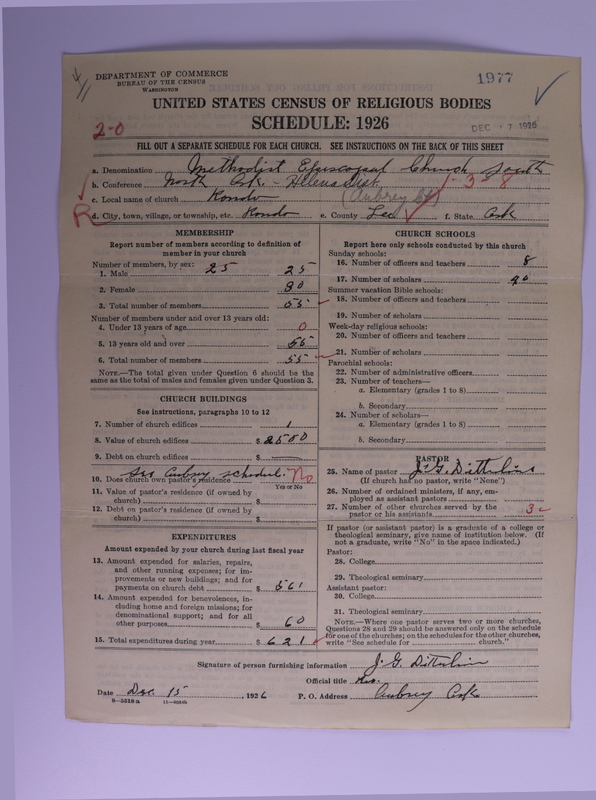 DEPARTMENT OF COMMERCE
BUREAU OF THE CENSUS
WASHINGTON
1977
UNITED STATES CENSUS OF RELIGIOUS BODIES
SCHEDULE: 1926
DEC 17 1926
2-0
FILL OUT A SEPARATE SCHEDULE FOR EACH CHURCH. SEE INSTRUCTIONS ON THE BACK OF THIS SHEET
a. Denomination Methodist Episcopal Church South
b. Conference North Ark - Helena Dist 1-3-8
c. Local name of church Rondo (Aubrey Ct)
R d. City, town, village, or township, etc. Rondo e. County Lee f. State Ark
MEMBERSHIP
Report number of members according to definition of member in your church
Number of members, by sex:
1. Male 25 25
2. Female 30
3. Total number of members 55
Number of members under and over 13 years old:
4. Under 13 years of age 0
5. 13 years old and over 55
6. Total number of members 55
NOTE.—The total given under Question 6 should be the same as the total of males and females given under Question 3.
CHURCH BUILDINGS
See instructions, paragraphs 10 to 12
7. Number of church edifices 1
8. Value of church edifices $ 2500
9. Debt on church edifices $
See Aubrey schedule. No
10. Does church own pastor's residence
Yes or No
11. Value of pastor's residence (if owned by church) $
12. Debt on pastor's residence (if owned by church) $
EXPENDITURES
Amount expended by your church during last fiscal year
13. Amount expended for salaries, repairs, and other running expenses; for improvements or new buildings; and for payments on church debt $ 561
14. Amount expended for benevolences, including home and foreign missions; for denominational support; and for all other purposes $ 60
15. Total expenditures during year $ 621
CHURCH SCHOOLS
Report here only schools conducted by this church
Sunday schools:
16. Number of officers and teachers 8
17. Number of scholars 90
Summer vacation Bible schools:
18. Number of officers and teachers
19. Number of scholars
Week-day religious schools:
20. Number of officers and teachers
21. Number of scholars
Parochial schools:
22. Number of administrative officers
23. Number of teachers—
a. Elementary (grades 1 to 8)
b. Secondary
24. Number of scholars—
a. Elementary (grades 1 to 8)
b. Secondary
PASTOR
25. Name of pastor J. G. Ditterline
(If church has no pastor, write "None")
26. Number of ordained ministers, if any, employed as assistant pastors
27. Number of other churches served by the pastor or his assistants 3
If pastor (or assistant pastor) is a graduate of a college or theological seminary, give name of institution below. (If not a graduate, write "No" in the space indicated.)
Pastor:
28. College
29. Theological seminary
Assistant pastor:
30. College
31. Theological seminary
NOTE.—Where one pastor serves two or more churches, Questions 28 and 29 should be answered only on the schedule for one of the churches; on the schedules for the other churches, write "See schedule for church."
Signature of person furnishing information J. G. Ditterline
Official title Rev.
Date Dec 15, 1926 P. O. Address Aubrey Ark
8—5518a